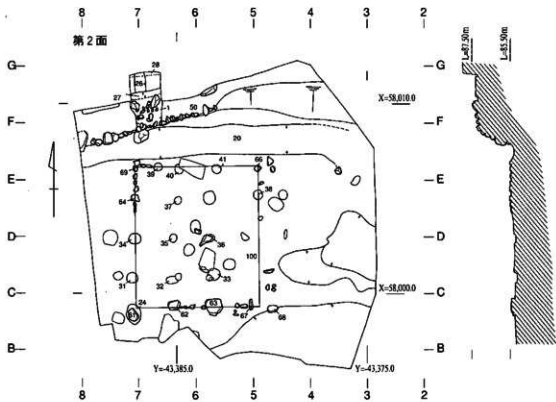 8 7 6 5 4 3 2
第2面
L=87.50m
L=85.50m
28
26
G G G
27 1 50
X=58,010.0
F F F
20
41 66
69 39 40
E E E
38
64 37
34 35 36
D D D
100
31 32 33
X=58,000.0
C C C
24
51 62 63 67 68
B B B
Y=-43,385.0 Y=-43,375.0
8 7 6 5 4 3 2